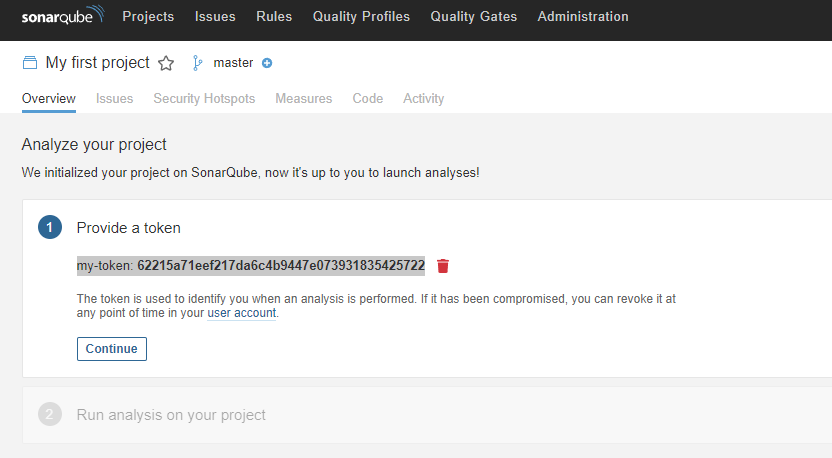 sonarqube Projects Issues Rules Quality Profiles Quality Gates Administration
My first project master
Overview Issues Security Hotspots Measures Code Activity
Analyze your project
We initialized your project on SonarQube, now it's up to you to launch analyses!
1 Provide a token
my-token: 62215a71eef217da6c4b9447e073931835425722
The token is used to identify you when an analysis is performed. If it has been compromised, you can revoke it at
any point of time in your user account.
Continue
2 Run analysis on your project